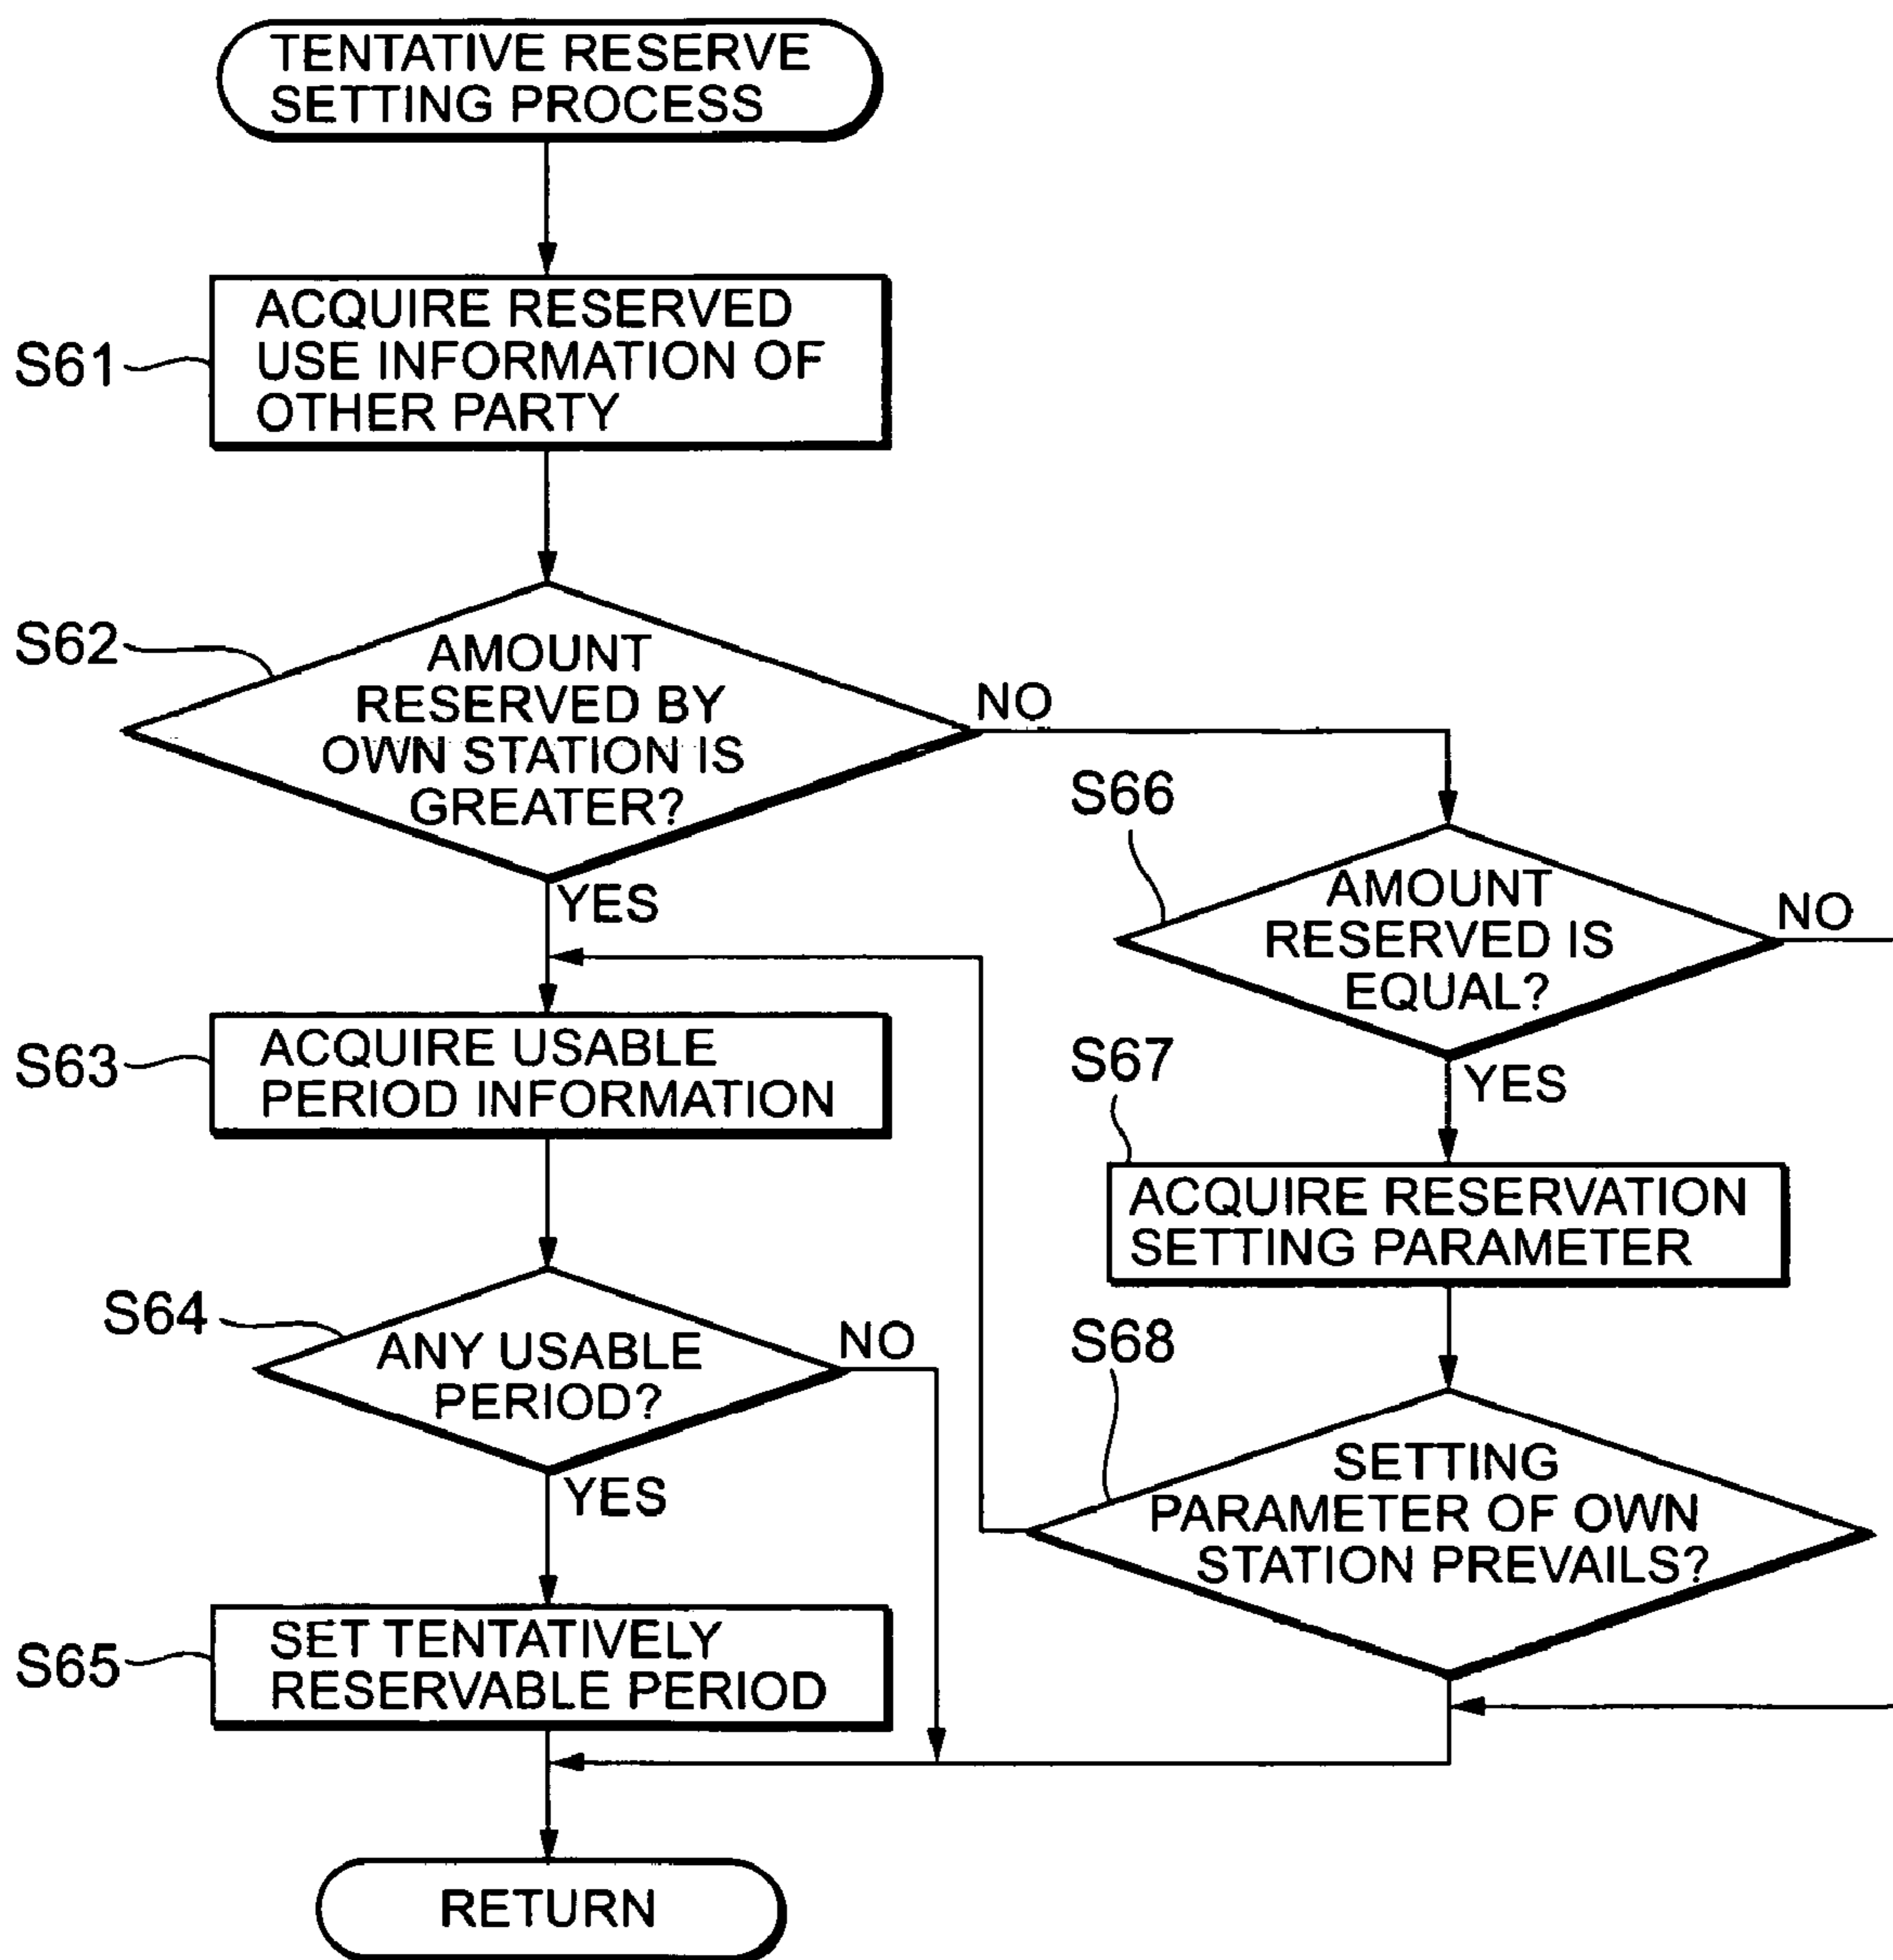 TENTATIVE RESERVE
SETTING PROCESS
S61
ACQUIRE RESERVED
USE INFORMATION OF
OTHER PARTY
S62
AMOUNT
RESERVED BY
OWN STATION IS
GREATER?
NO
YES
S63
ACQUIRE USABLE
PERIOD INFORMATION
S64
ANY USABLE
PERIOD?
NO
YES
S65
SET TENTATIVELY
RESERVABLE PERIOD
RETURN
S66
AMOUNT
RESERVED IS
EQUAL?
NO
YES
S67
ACQUIRE RESERVATION
SETTING PARAMETER
S68
SETTING
PARAMETER OF OWN
STATION PREVAILS?